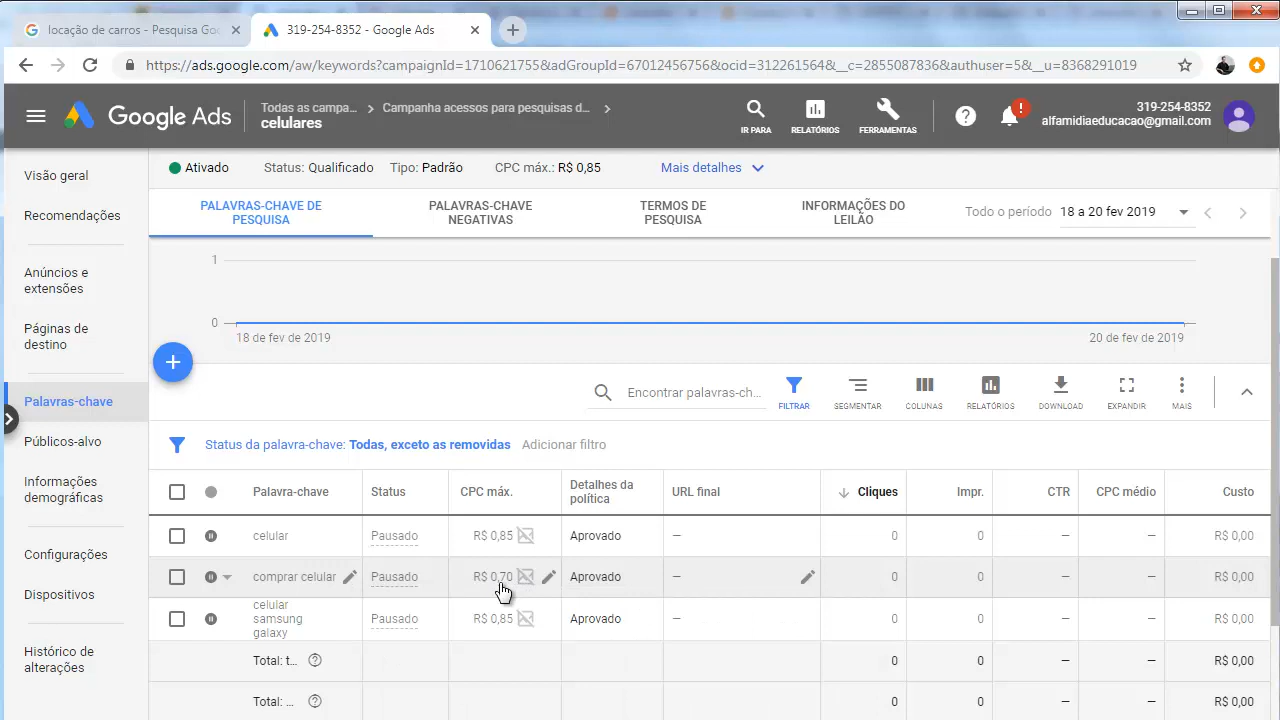 locação de carros - Pesquisa Goo
319-254-8352 - Google Ads
https://ads.google.com/aw/keywords?campaignId=1710621755&adGroupId=67012456756&ocid=312261564&__c=2855087836&authuser=5&__u=8368291019
Google Ads
Todas as campa...
Campanha acessos para pesquisas d...
celulares
IR PARA
RELATÓRIOS
FERRAMENTAS
319-254-8352
alfamidiaeducacao@gmail.com
Ativado
Status: Qualificado
Tipo: Padrão
CPC máx.: R$ 0,85
Mais detalhes
Visão geral
Recomendações
Anúncios e
extensões
Páginas de
destino
Palavras-chave
Públicos-alvo
Informações
demográficas
Configurações
Dispositivos
Histórico de
alterações
PALAVRAS-CHAVE DE
PESQUISA
PALAVRAS-CHAVE
NEGATIVAS
TERMOS DE
PESQUISA
INFORMAÇÕES DO
LEILÃO
Todo o período
18 a 20 fev 2019
1
0
18 de fev de 2019
20 de fev de 2019
Encontrar palavras-ch...
FILTRAR
SEGMENTAR
COLUNAS
RELATÓRIOS
DOWNLOAD
EXPANDIR
MAIS
Status da palavra-chave: Todas, exceto as removidas
Adicionar filtro
Palavra-chave
Status
CPC máx.
Detalhes da
política
URL final
Cliques
Impr.
CTR
CPC médio
Custo
celular Pausado R$ 0,85 Aprovado — 0 0 — — R$ 0,00
comprar celular Pausado R$ 0,70 Aprovado — 0 0 — — R$ 0,00
celular
samsung
galaxy
Pausado R$ 0,85 Aprovado — 0 0 — — R$ 0,00
Total: t... 0 0 — — R$ 0,00
Total: ... 0 0 — — R$ 0,00